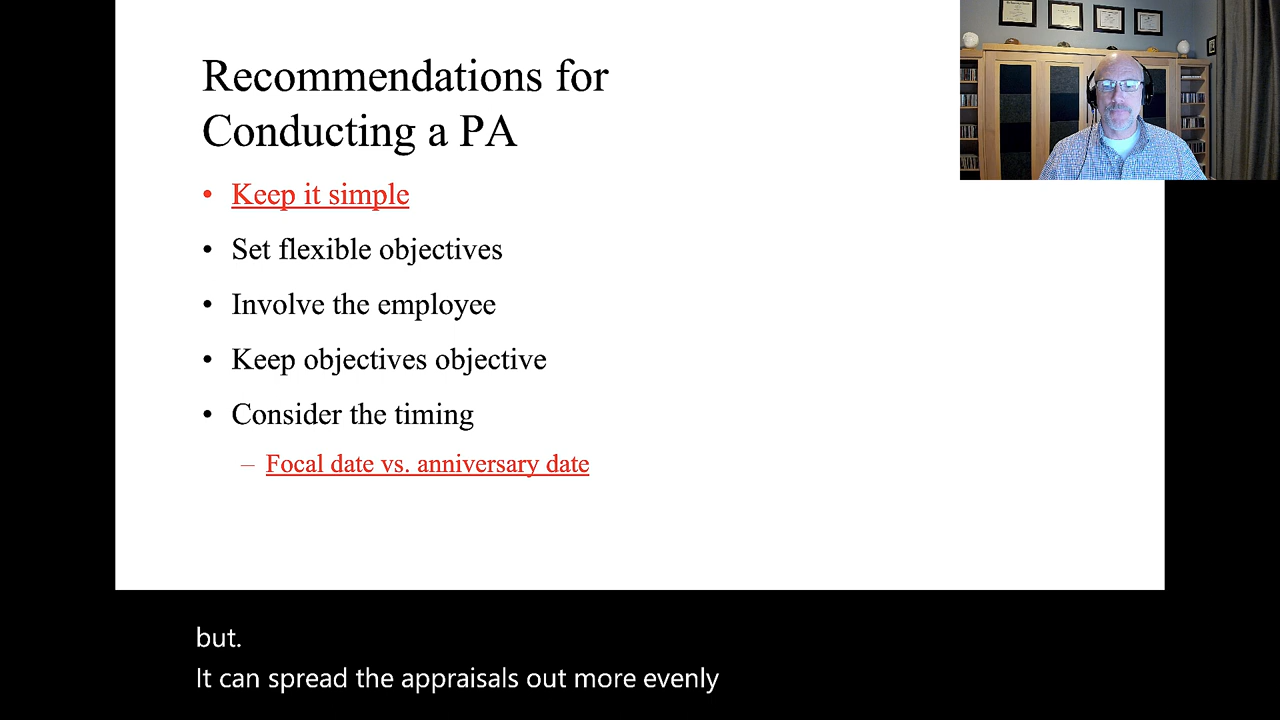 Recommendations for
Conducting a PA
• Keep it simple
• Set flexible objectives
• Involve the employee
• Keep objectives objective
• Consider the timing
– Focal date vs. anniversary date
but.
It can spread the appraisals out more evenly